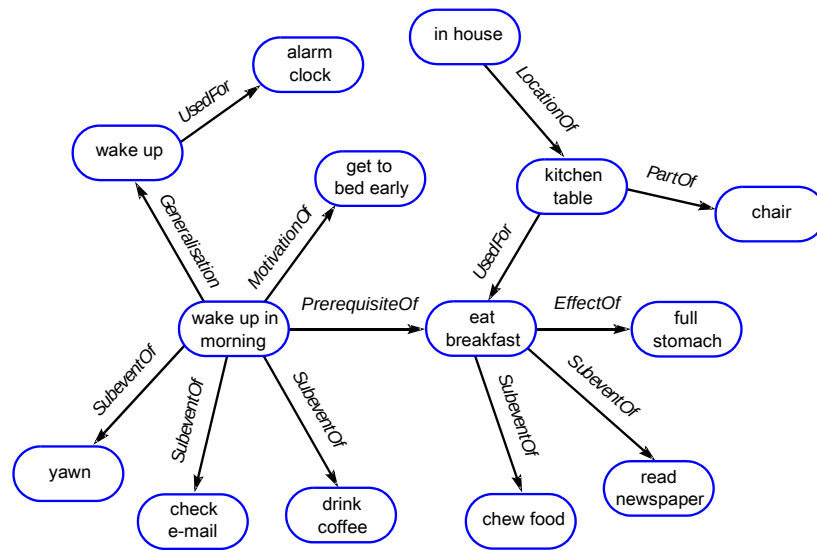 in house
alarm
clock
UsedFor
LocationOf
wake up
get to
bed early
kitchen
table
PartOf
chair
Generalisation
MotivationOf
UsedFor
wake up in
morning
PrerequisiteOf
eat
breakfast
EffectOf
full
stomach
SubeventOf
SubeventOf
SubeventOf
SubeventOf
SubeventOf
yawn
check
e-mail
drink
coffee
chew food
read
newspaper